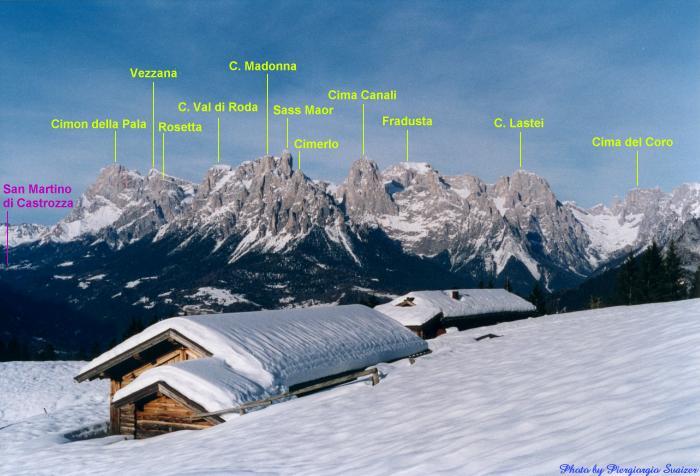 Vezzana
C. Madonna
C. Val di Roda
Sass Maor
Cima Canali
Cimon della Pala
Rosetta
Cimerlo
Fradusta
C. Lastei
Cima del Coro
San Martino
di Castrozza
Photo by Piergiorgio Svaizer